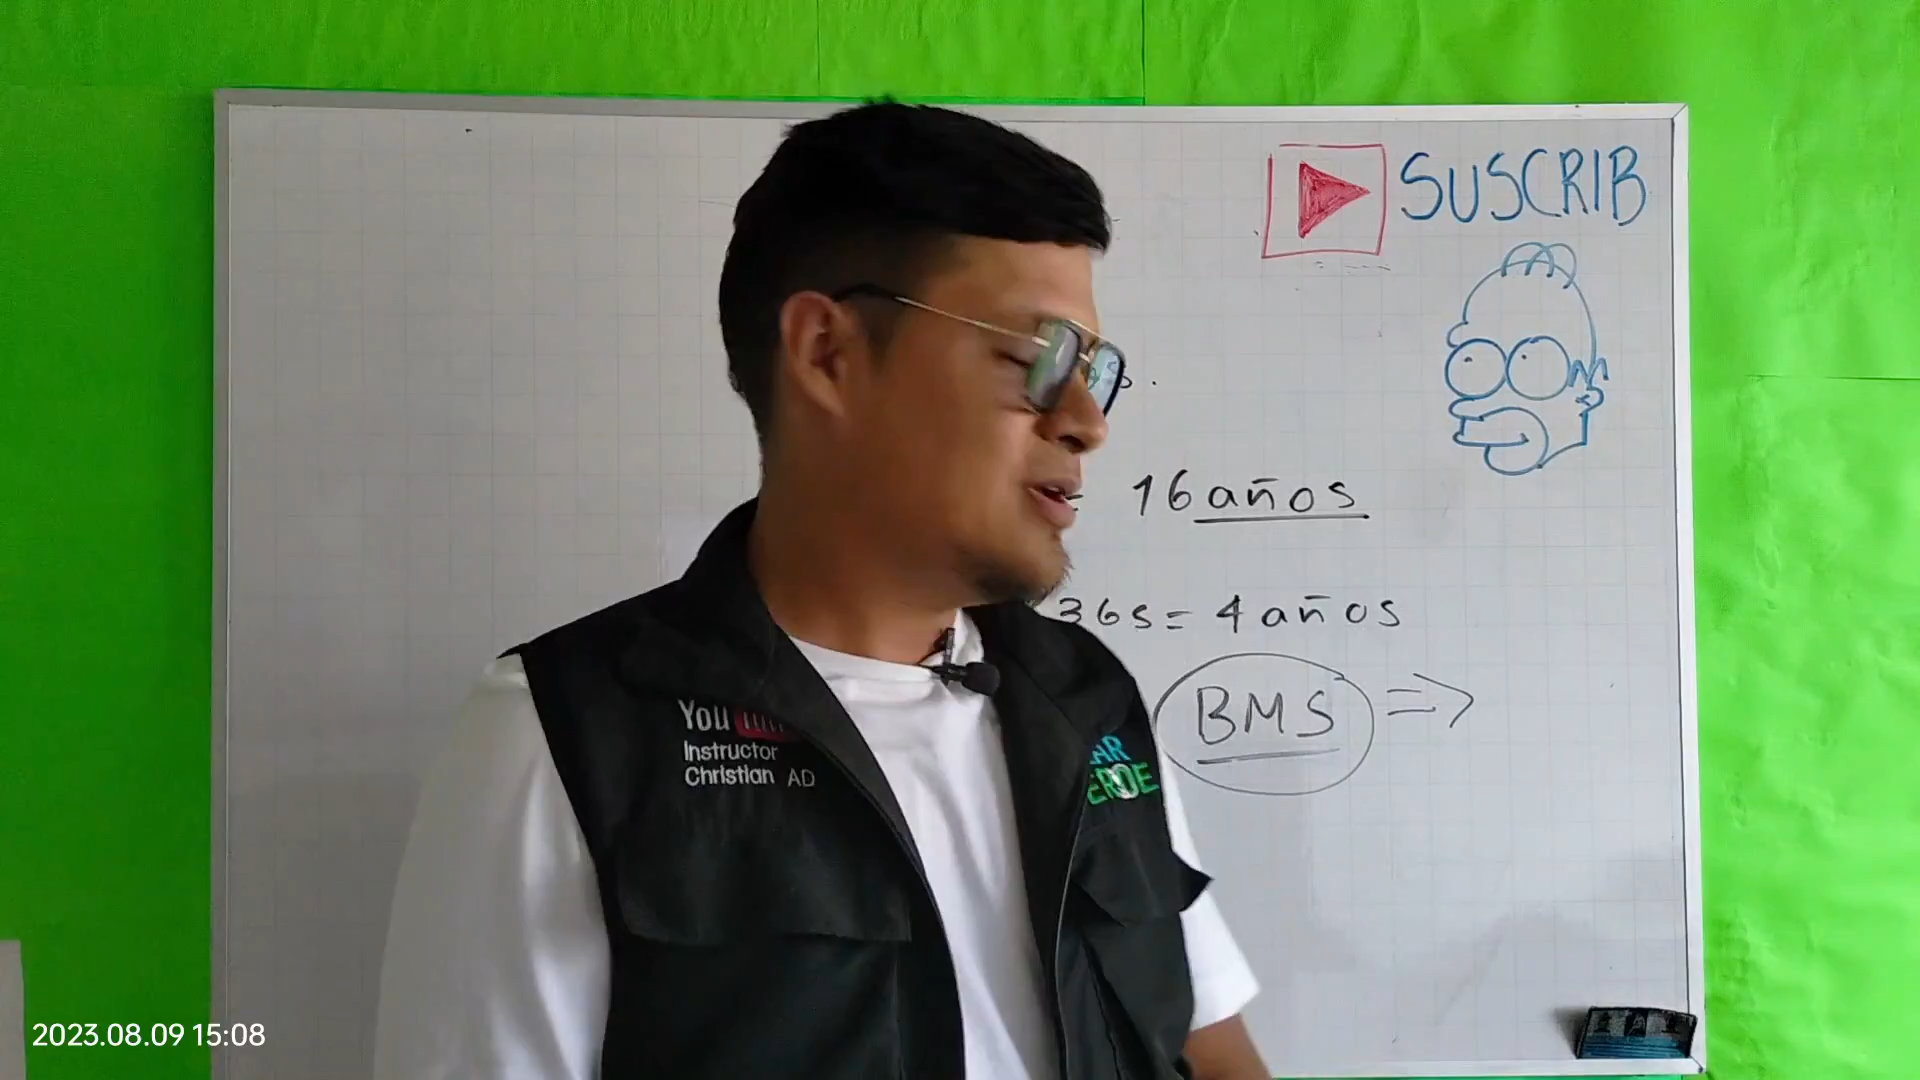 SUSCRIB
16 años
36s = 4 años
BMS =>
You
Instructor
Christian AD
2023.08.09 15:08